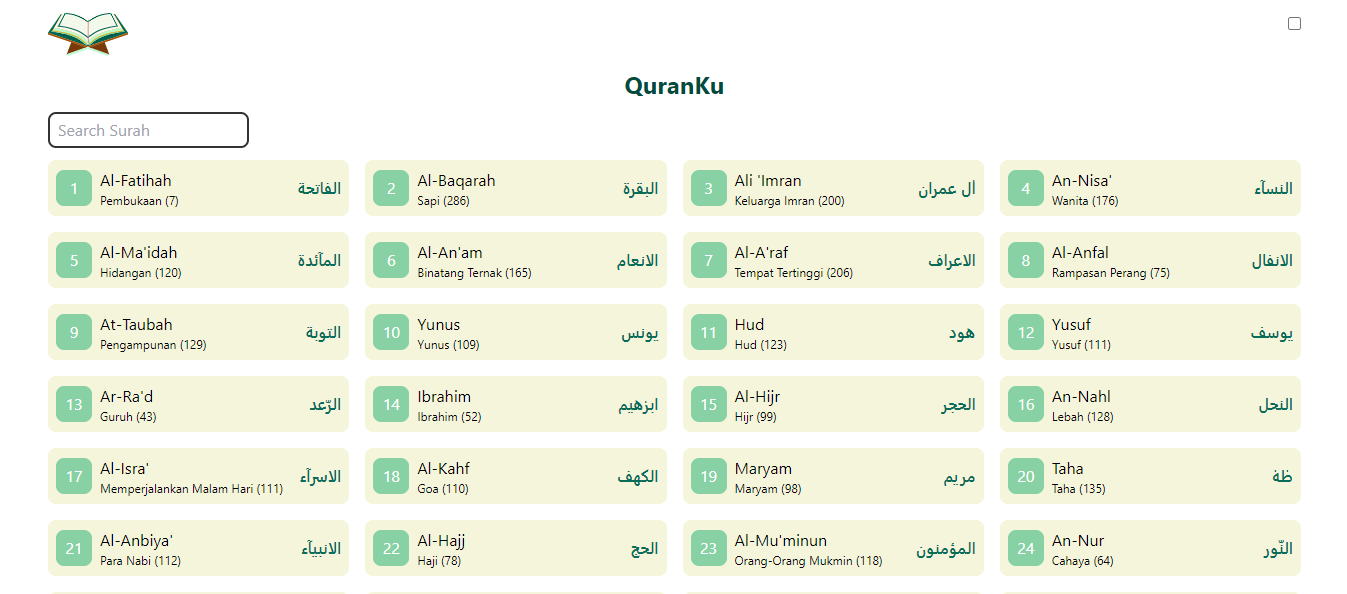 QuranKu
Search Surah
1
Al-Fatihah
Pembukaan (7)
الفاتحة
2
Al-Baqarah
Sapi (286)
البقرة
3
Ali 'Imran
Keluarga Imran (200)
اٰل عمران
4
An-Nisa'
Wanita (176)
النساۤء
5
Al-Ma'idah
Hidangan (120)
الماۤئدة
6
Al-An'am
Binatang Ternak (165)
الانعام
7
Al-A'raf
Tempat Tertinggi (206)
الاعراف
8
Al-Anfal
Rampasan Perang (75)
الانفال
9
At-Taubah
Pengampunan (129)
التوبة
10
Yunus
Yunus (109)
يونس
11
Hud
Hud (123)
هود
12
Yusuf
Yusuf (111)
يوسف
13
Ar-Ra'd
Guruh (43)
الرّعد
14
Ibrahim
Ibrahim (52)
ابرٰهيم
15
Al-Hijr
Hijr (99)
الحجر
16
An-Nahl
Lebah (128)
النحل
17
Al-Isra'
Memperjalankan Malam Hari (111)
الاسراۤء
18
Al-Kahf
Goa (110)
الكهف
19
Maryam
Maryam (98)
مريم
20
Taha
Taha (135)
طٰهٰ
21
Al-Anbiya'
Para Nabi (112)
الانبياۤء
22
Al-Hajj
Haji (78)
الحج
23
Al-Mu'minun
Orang-Orang Mukmin (118)
المؤمنون
24
An-Nur
Cahaya (64)
النّور